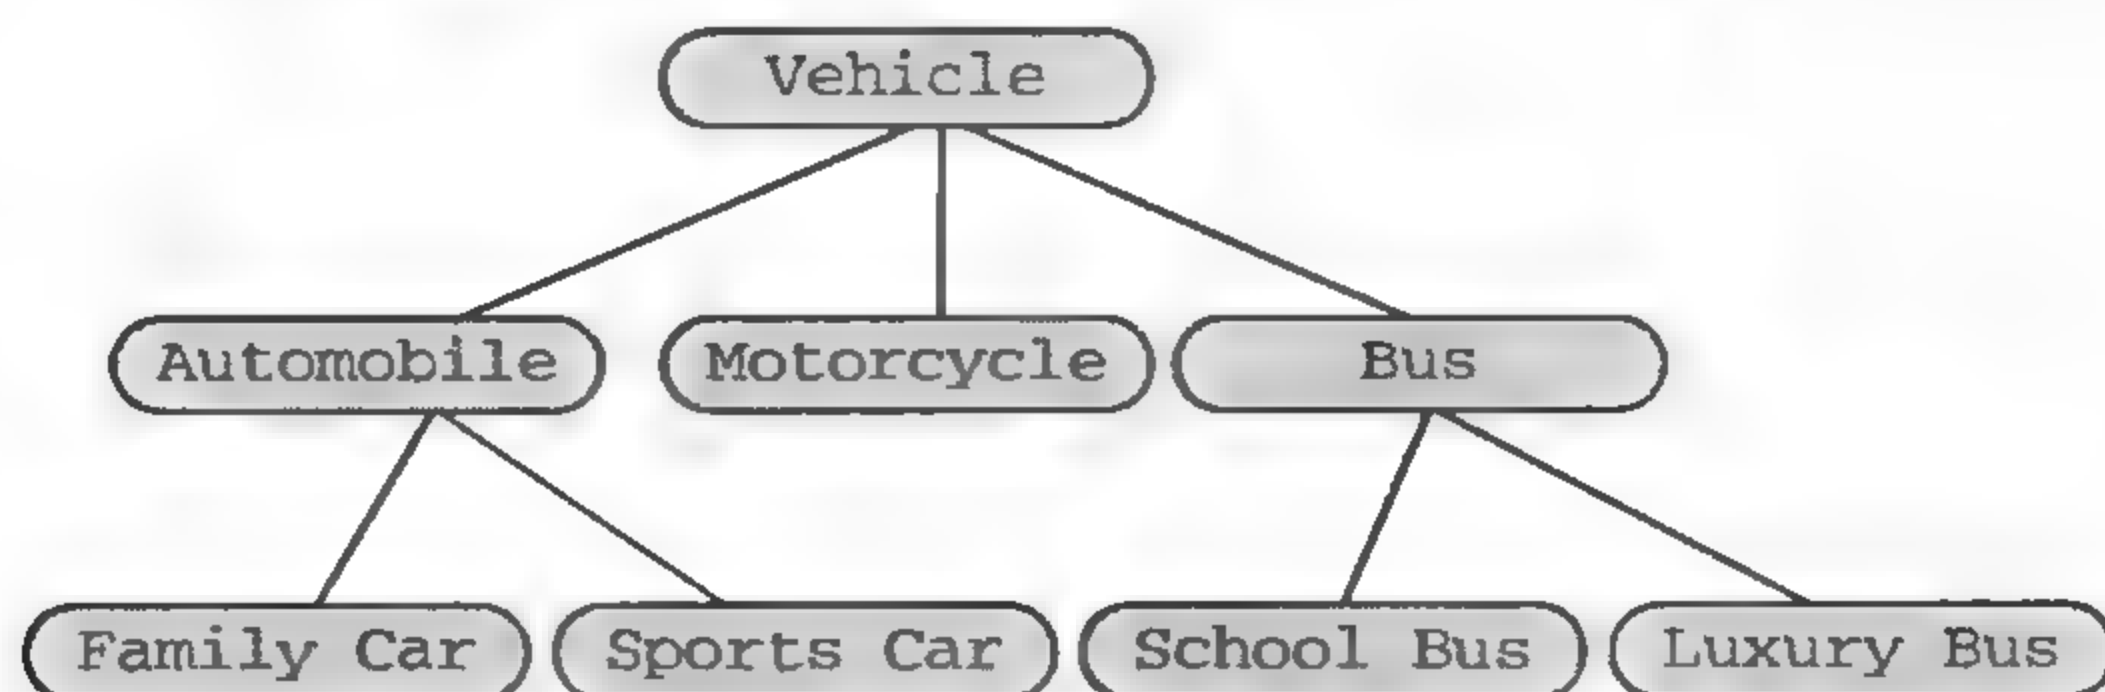 Vehicle
Automobile Motorcycle Bus
Family Car Sports Car School Bus Luxury Bus